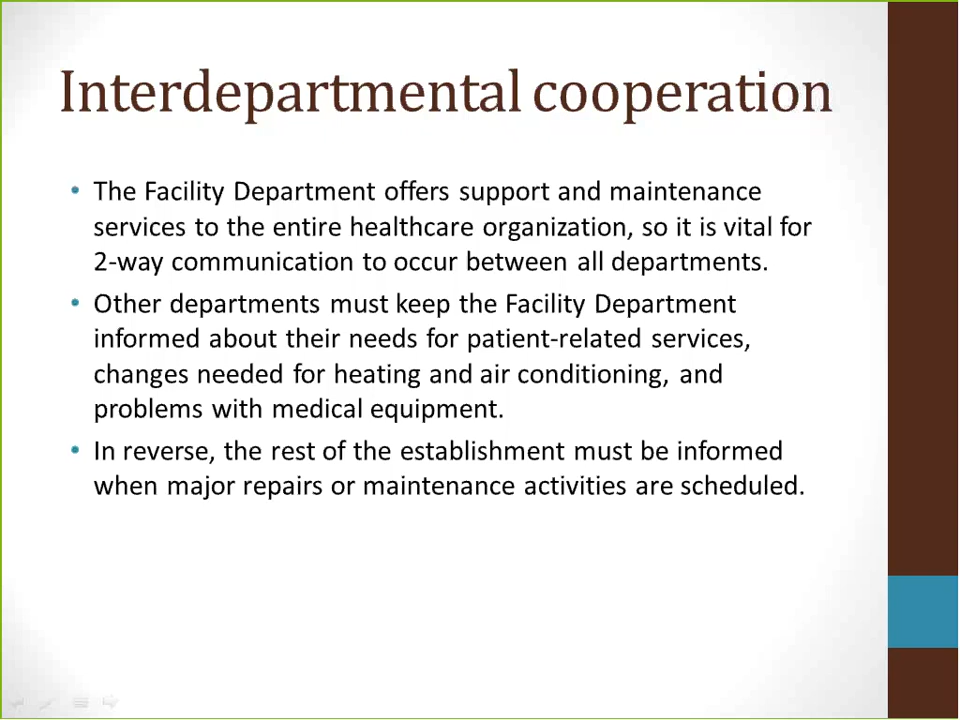 Interdepartmental cooperation
• The Facility Department offers support and maintenance
services to the entire healthcare organization, so it is vital for
2-way communication to occur between all departments.
• Other departments must keep the Facility Department
informed about their needs for patient-related services,
changes needed for heating and air conditioning, and
problems with medical equipment.
• In reverse, the rest of the establishment must be informed
when major repairs or maintenance activities are scheduled.